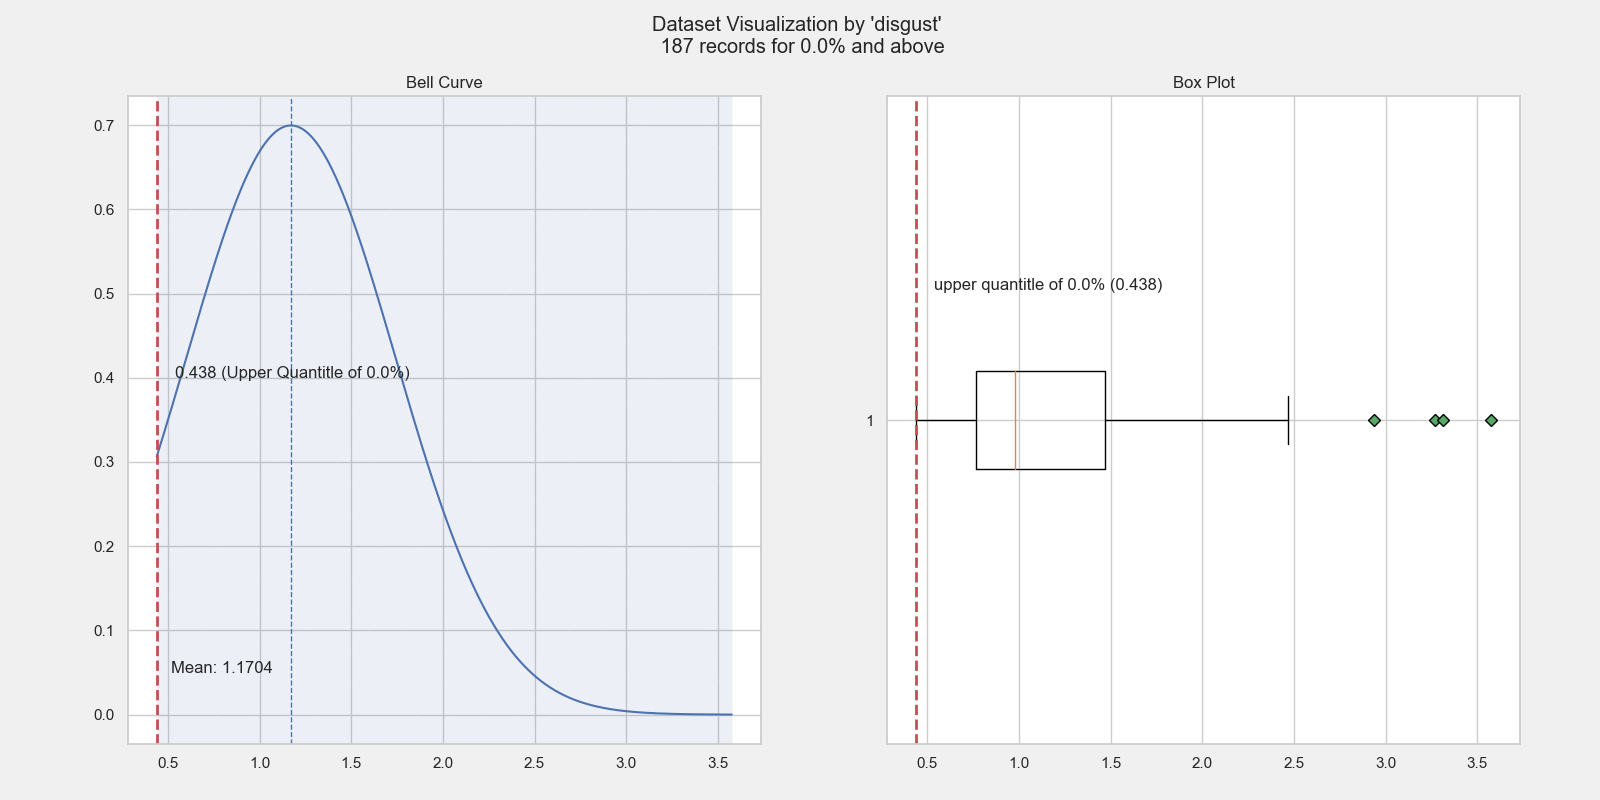 Dataset Visualization by 'disgust'
187 records for 0.0% and above
Bell Curve
0.7
0.6
0.5
0.4
0.3
0.2
0.1
0.0
0.438 (Upper Quantitle of 0.0%)
Mean: 1.1704
0.5 1.0 1.5 2.0 2.5 3.0 3.5
Box Plot
upper quantitle of 0.0% (0.438)
1
0.5 1.0 1.5 2.0 2.5 3.0 3.5